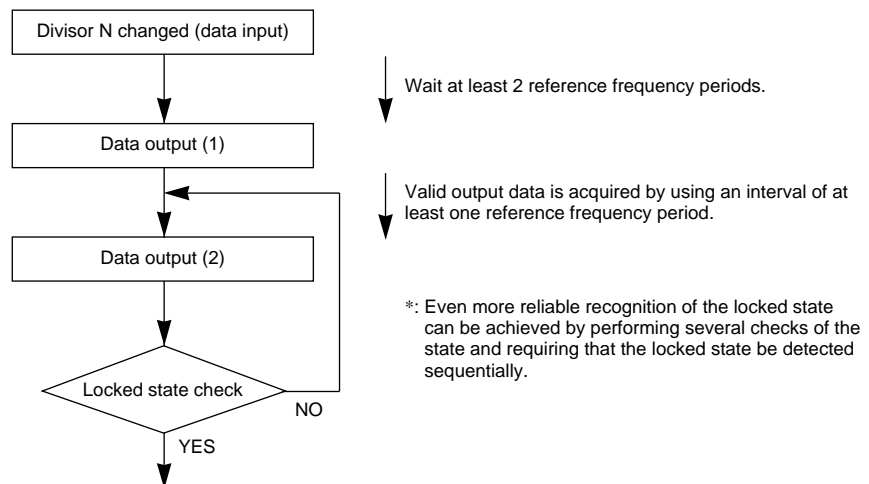 Divisor N changed (data input)
Wait at least 2 reference frequency periods.
Data output (1)
Valid output data is acquired by using an interval of at
least one reference frequency period.
Data output (2)
*: Even more reliable recognition of the locked state
can be achieved by performing several checks of the
state and requiring that the locked state be detected
sequentially.
Locked state check
NO
YES